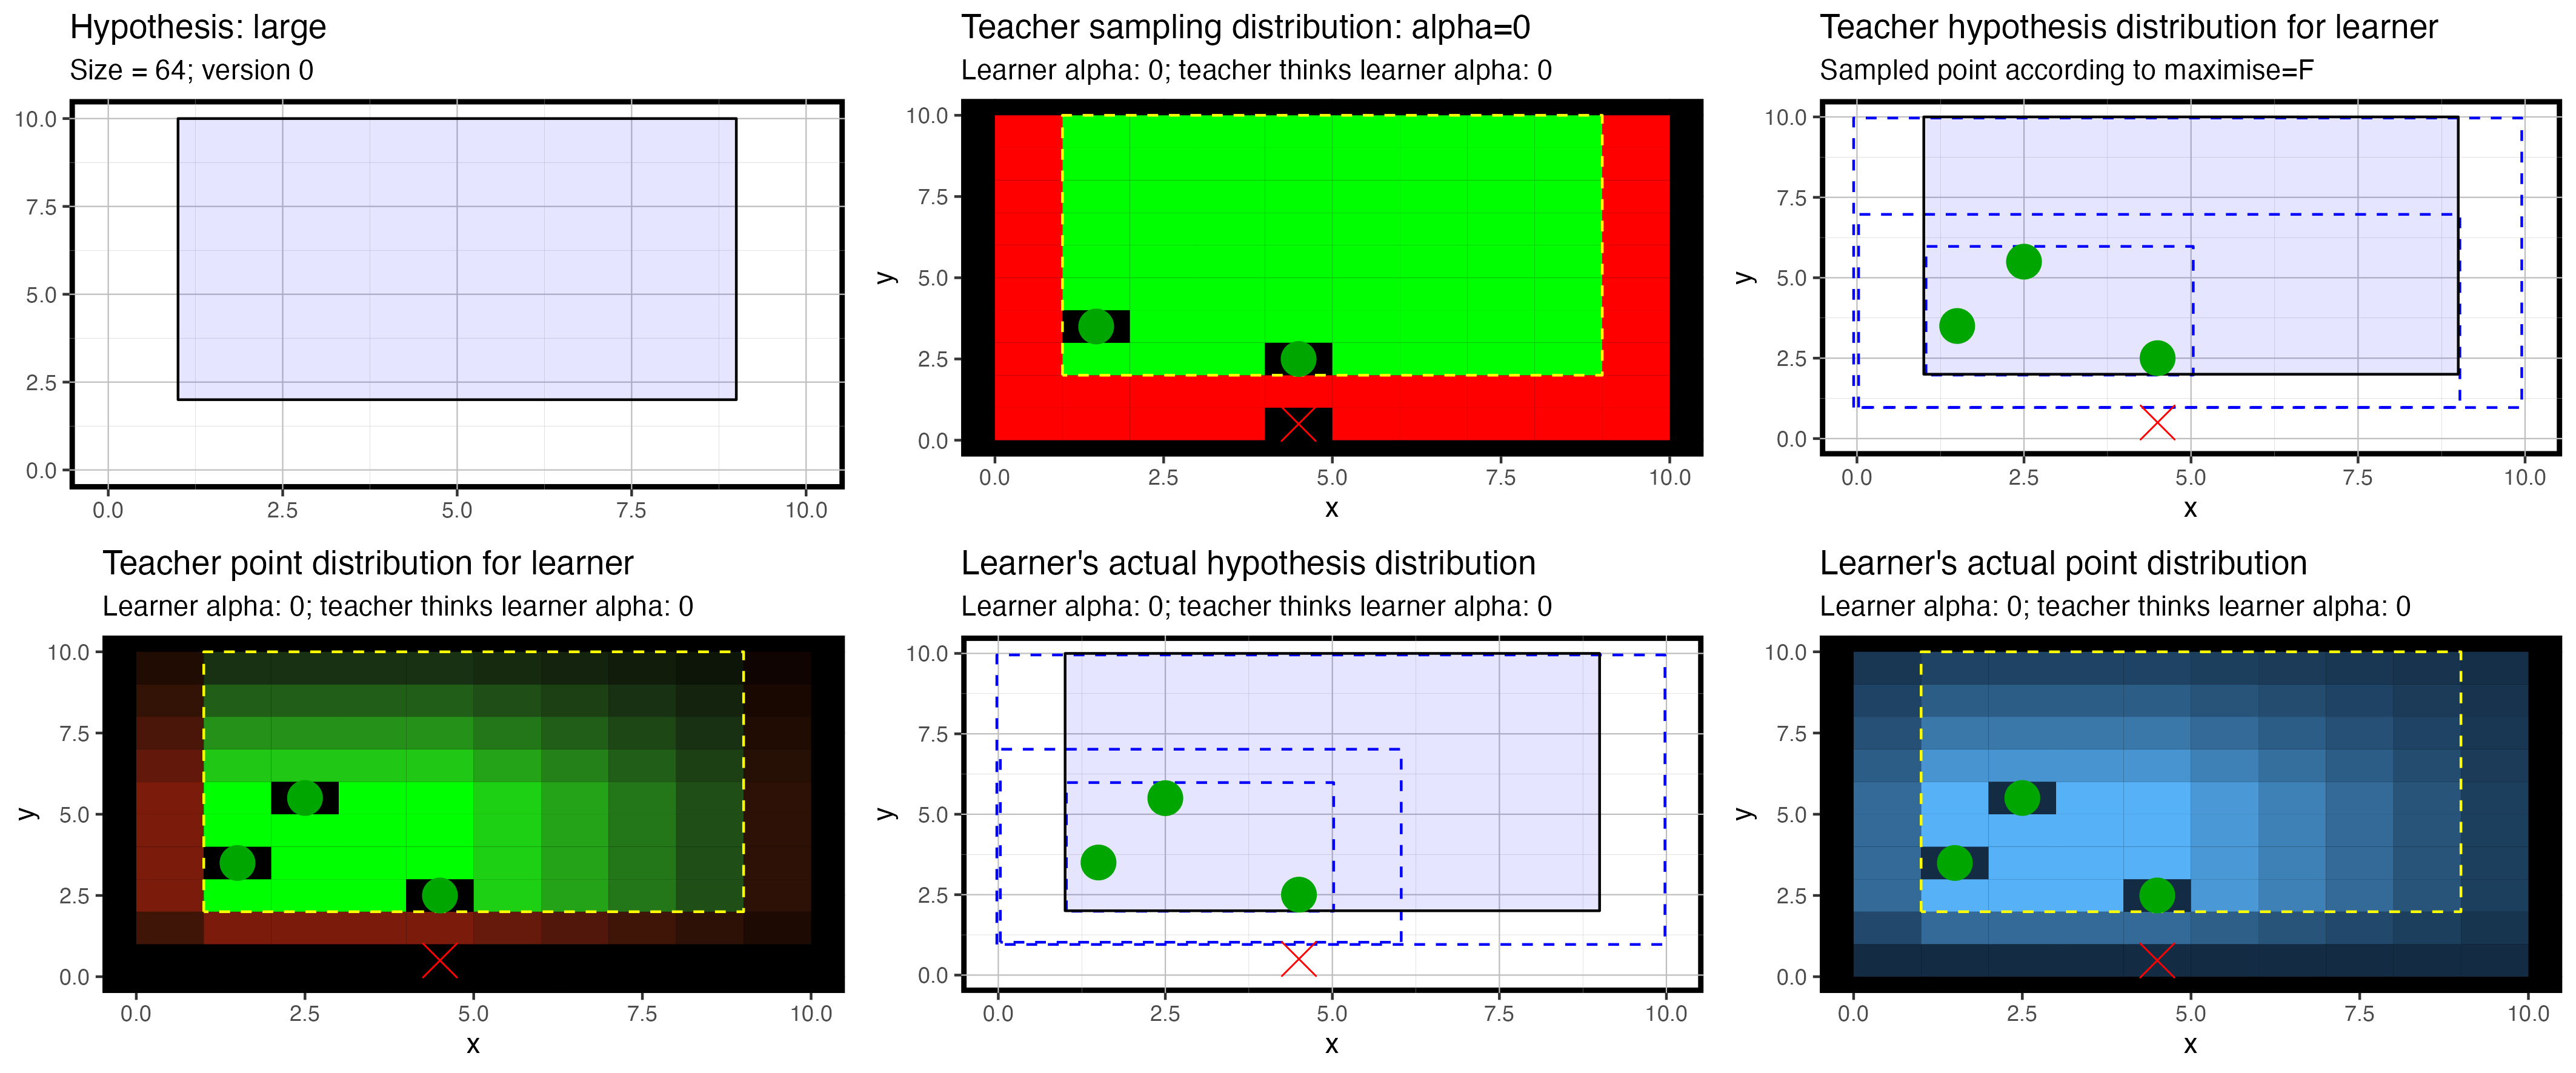 Hypothesis: large
Size = 64; version 0
10.0
7.5
5.0
2.5
0.0
0.0 2.5 5.0 7.5 10.0
Teacher sampling distribution: alpha=0
Learner alpha: 0; teacher thinks learner alpha: 0
y
10.0
7.5
5.0
2.5
0.0
0.0 2.5 5.0 7.5 10.0
x
Teacher hypothesis distribution for learner
Sampled point according to maximise=F
y
10.0
7.5
5.0
2.5
0.0
0.0 2.5 5.0 7.5 10.0
x
Teacher point distribution for learner
Learner alpha: 0; teacher thinks learner alpha: 0
y
10.0
7.5
5.0
2.5
0.0
0.0 2.5 5.0 7.5 10.0
x
Learner's actual hypothesis distribution
Learner alpha: 0; teacher thinks learner alpha: 0
y
10.0
7.5
5.0
2.5
0.0
0.0 2.5 5.0 7.5 10.0
x
Learner's actual point distribution
Learner alpha: 0; teacher thinks learner alpha: 0
y
10.0
7.5
5.0
2.5
0.0
0.0 2.5 5.0 7.5 10.0
x